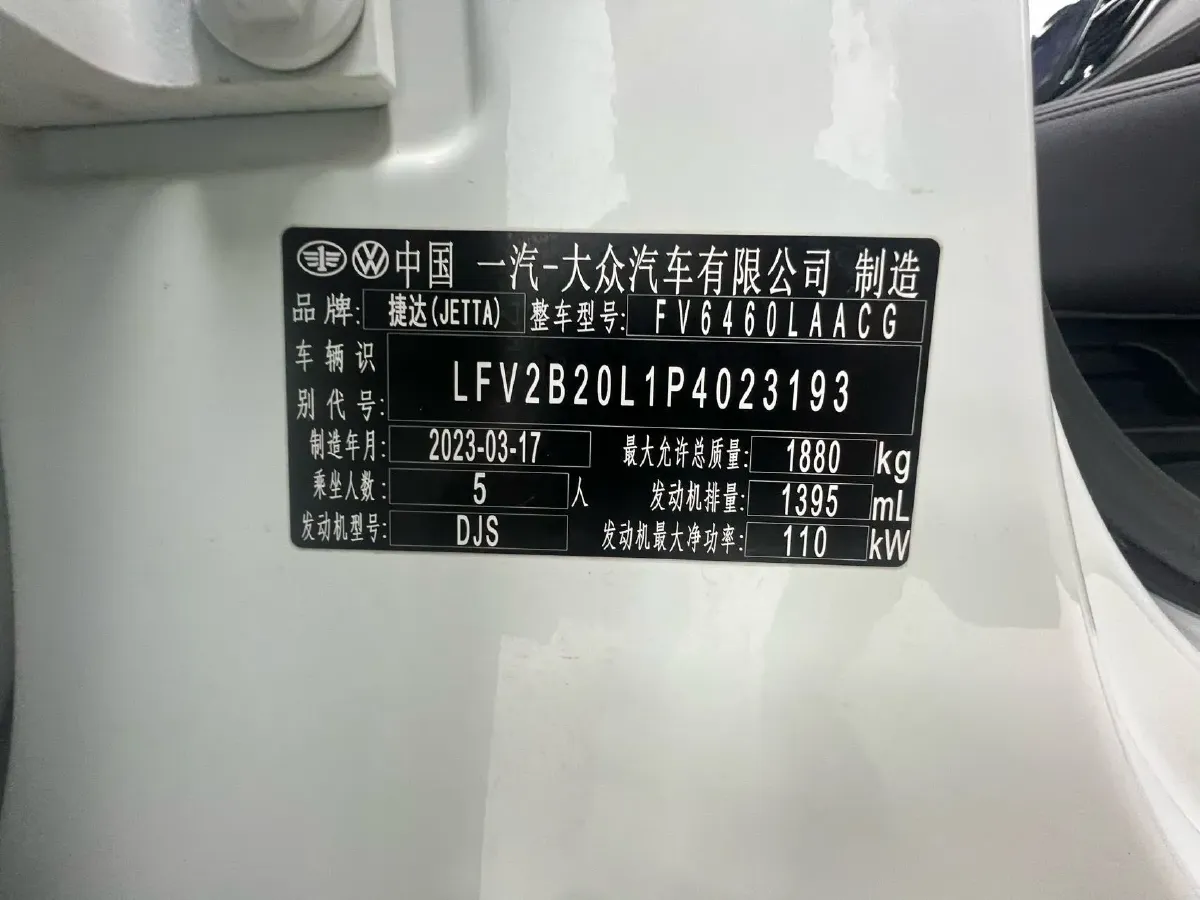 中国 一汽-大众汽车有限公司 制造
品牌: 捷达(JETTA) 整车型号: FV6460LAACG
车辆识别代号: LFV2B20L1P4023193
制造年月: 2023-03-17 最大允许总质量: 1880 kg
乘坐人数: 5 人 发动机排量: 1395 mL
发动机型号: DJS 发动机最大净功率: 110 kW